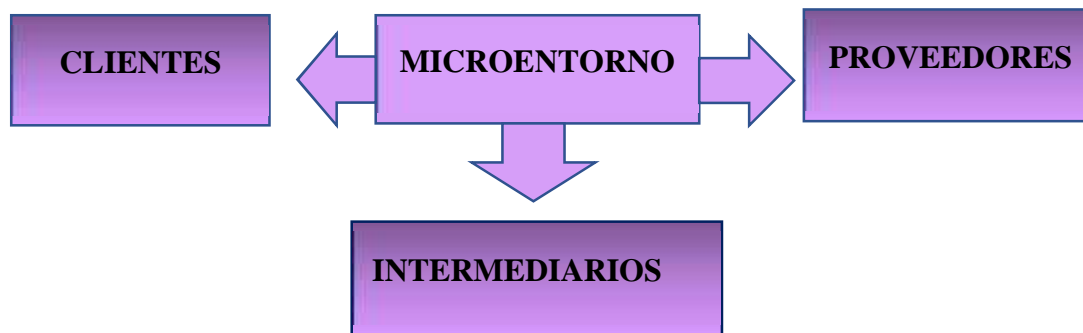 CLIENTES
MICROENTORNO
PROVEEDORES
INTERMEDIARIOS